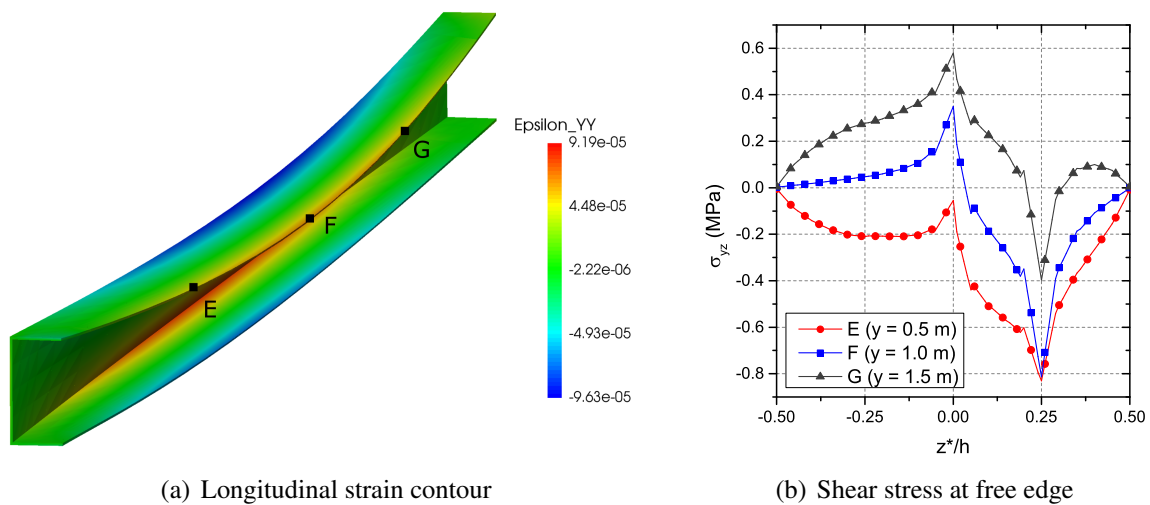 Epsilon_YY
9.19e-05
4.48e-05
-2.22e-06
-4.93e-05
-9.63e-05
G
F
E
0.6
0.4
0.2
0.0
-0.2
-0.4
-0.6
-0.8
σyz (MPa)
E (y = 0.5 m)
F (y = 1.0 m)
G (y = 1.5 m)
-0.50 -0.25 0.00 0.25 0.50
z*/h
(a) Longitudinal strain contour
(b) Shear stress at free edge